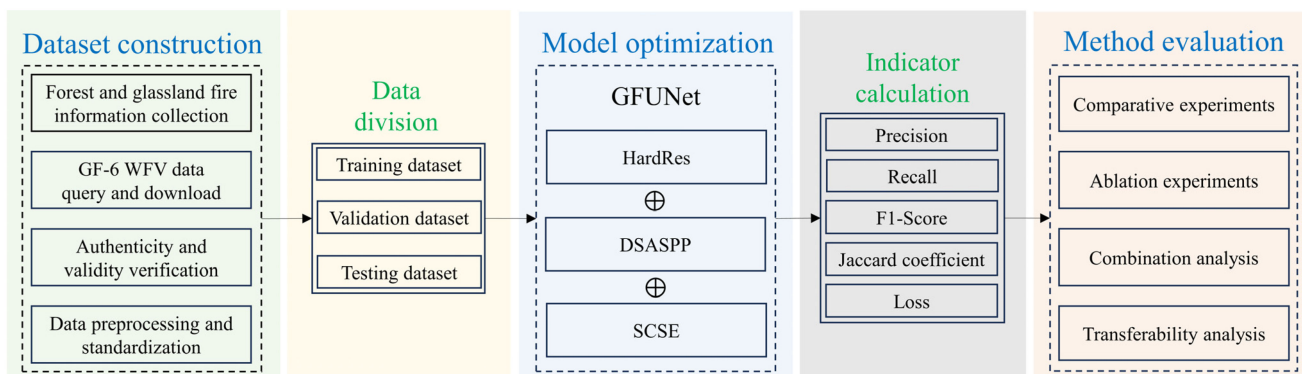 Dataset construction
Forest and glassland fire
information collection
GF-6 WFV data
query and download
Authenticity and
validity verification
Data preprocessing and
standardization
Data
division
Training dataset
Validation dataset
Testing dataset
Model optimization
GFUNet
HardRes
⊕
DSASPP
⊕
SCSE
Indicator
calculation
Precision
Recall
F1-Score
Jaccard coefficient
Loss
Method evaluation
Comparative experiments
Ablation experiments
Combination analysis
Transferability analysis